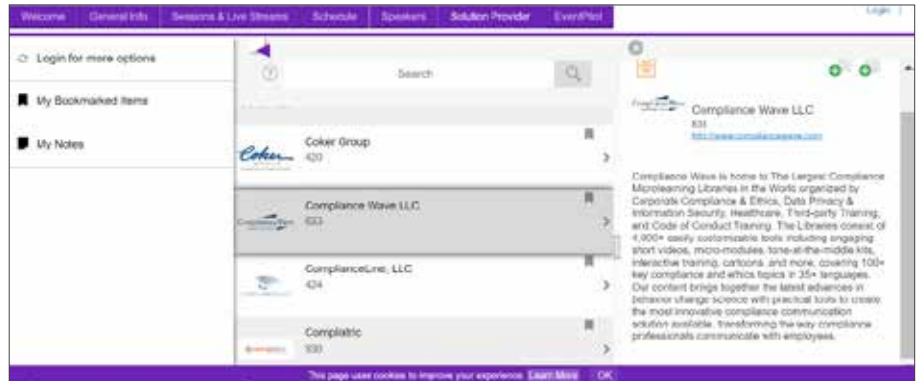 Welcome General Info Sessions & Live Streams Schedule Speakers Solution Provider EventPilot
Login
Login for more options
My Bookmarked Items
My Notes
Search
Coker Group
420
Coker
Compliance Wave LLC
633
ComplianceLine, LLC
424
Compliatric
930
Compliance Wave LLC
633
http://www.compliancewave.com
Compliance Wave is home to The Largest Compliance
Microlearning Libraries in the World organized by
Corporate Compliance & Ethics, Data Privacy &
Information Security, Healthcare, Third-party Training,
and Code of Conduct Training. The Libraries consist of
4,000+ easily customizable tools including engaging
short videos, micro-modules, tone-at-the-middle kits,
interactive training, cartoons, and more, covering 100+
key compliance and ethics topics in 35+ languages.
Our content brings together the latest advances in
behavior change science with practical tools to create
the most innovative compliance communication
solution available, transforming the way compliance
professionals communicate with employees.
This page uses cookies to improve your experience. Learn More OK